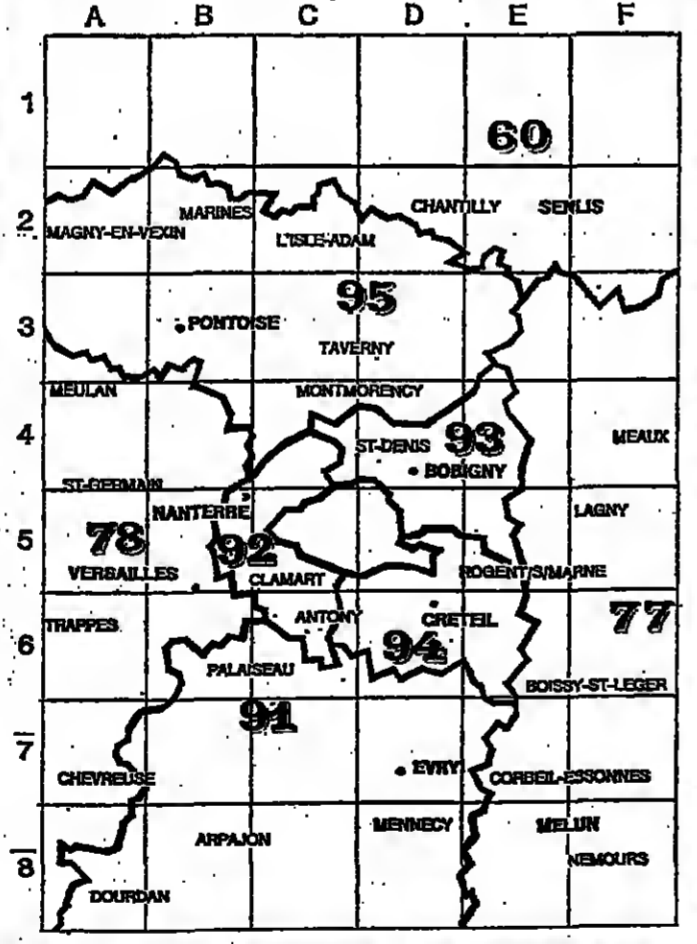 A B C D E F
1
60
2
MARINES
CHANTILLY
SENLIS
MAGNY-EN-VEXIN
L'ISLE-ADAM
95
3
PONTOISE
TAVERNY
MEULAN
MONTMORENCY
4
ST-DENIS
93
MEAUX
BOBIGNY
ST-GERMAIN
NANTERRE
LAGNY
5
78
92
VERSAILLES
CLAMART
ROGENT/S/MARNE
TRAPPES
ANTONY
CRETEIL
77
6
94
PALAISEAU
BOISSY-ST-LEGER
91
7
CHEVREUSE
EVRY
CORBEIL-ESSONNES
ARPAJON
MENNECY
MELUN
8
NEMOURS
DOURDAN